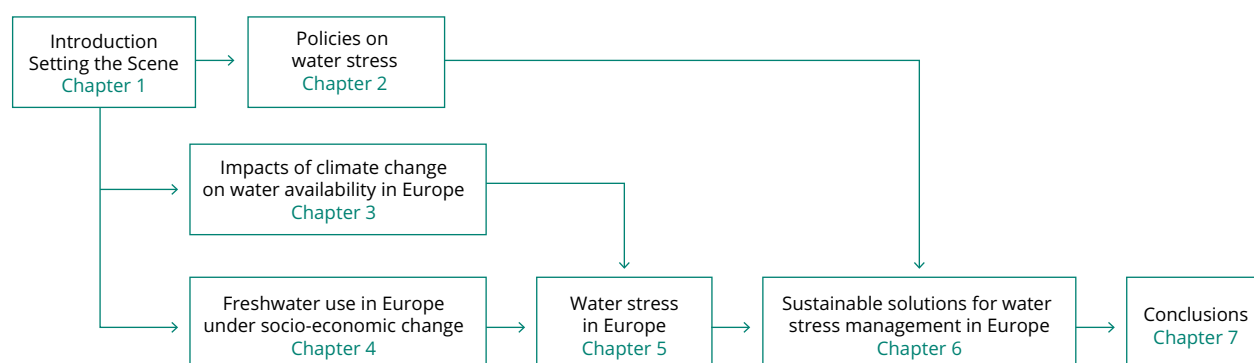 Introduction
Setting the Scene
Chapter 1
Policies on
water stress
Chapter 2
Impacts of climate change
on water availability in Europe
Chapter 3
Freshwater use in Europe
under socio-economic change
Chapter 4
Water stress
in Europe
Chapter 5
Sustainable solutions for water
stress management in Europe
Chapter 6
Conclusions
Chapter 7